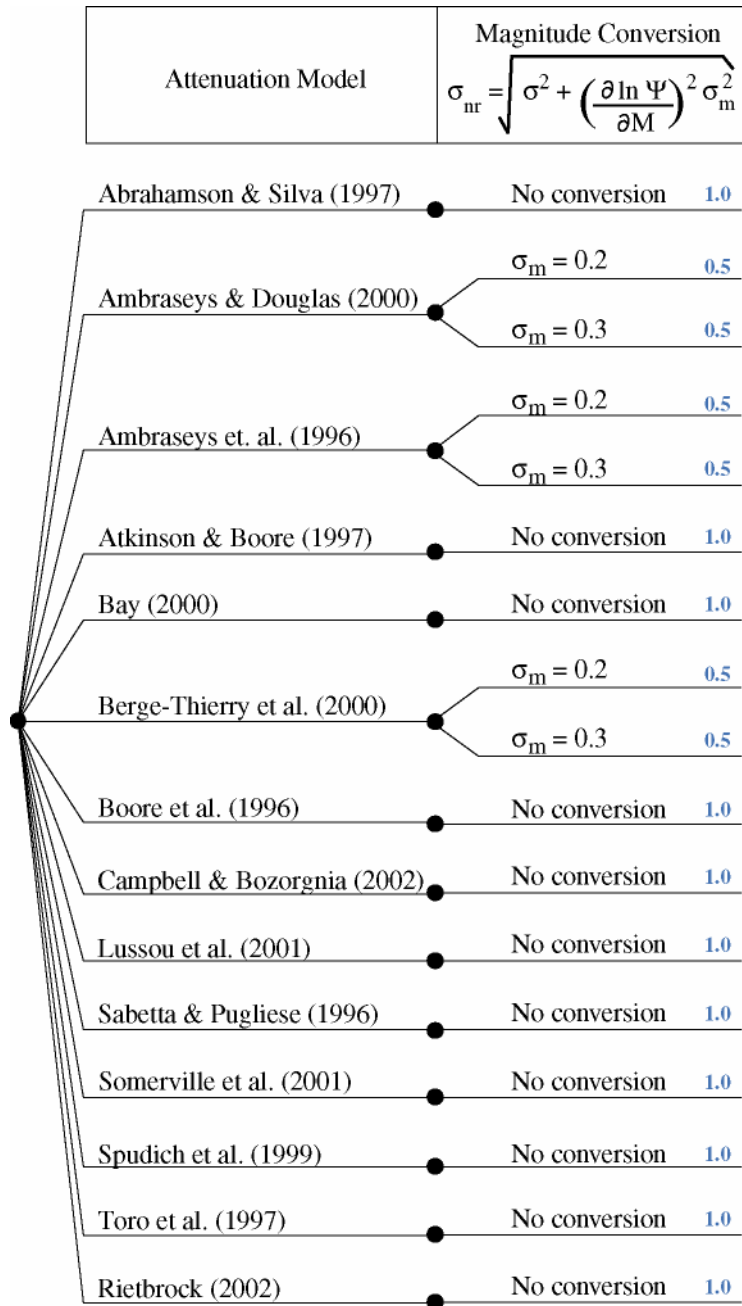 Attenuation Model
Magnitude Conversion
σnr = √(σ² + (∂ ln Ψ / ∂M)² σm²)
Abrahamson & Silva (1997) No conversion 1.0
Ambraseys & Douglas (2000)
σm = 0.2 0.5
σm = 0.3 0.5
Ambraseys et. al. (1996)
σm = 0.2 0.5
σm = 0.3 0.5
Atkinson & Boore (1997) No conversion 1.0
Bay (2000) No conversion 1.0
Berge-Thierry et al. (2000)
σm = 0.2 0.5
σm = 0.3 0.5
Boore et al. (1996) No conversion 1.0
Campbell & Bozorgnia (2002) No conversion 1.0
Lussou et al. (2001) No conversion 1.0
Sabetta & Pugliese (1996) No conversion 1.0
Somerville et al. (2001) No conversion 1.0
Spudich et al. (1999) No conversion 1.0
Toro et al. (1997) No conversion 1.0
Rietbrock (2002) No conversion 1.0